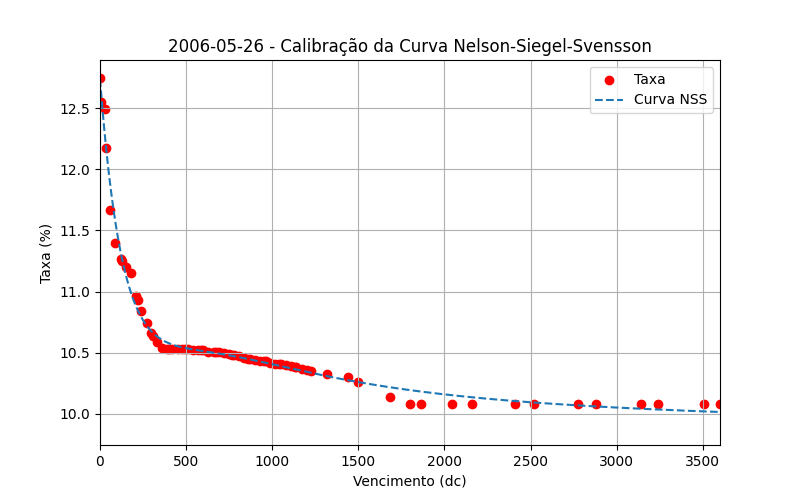 2006-05-26 - Calibração da Curva Nelson-Siegel-Svensson
Taxa
Curva NSS
Taxa (%)
12.5
12.0
11.5
11.0
10.5
10.0
0 500 1000 1500 2000 2500 3000 3500
Vencimento (dc)